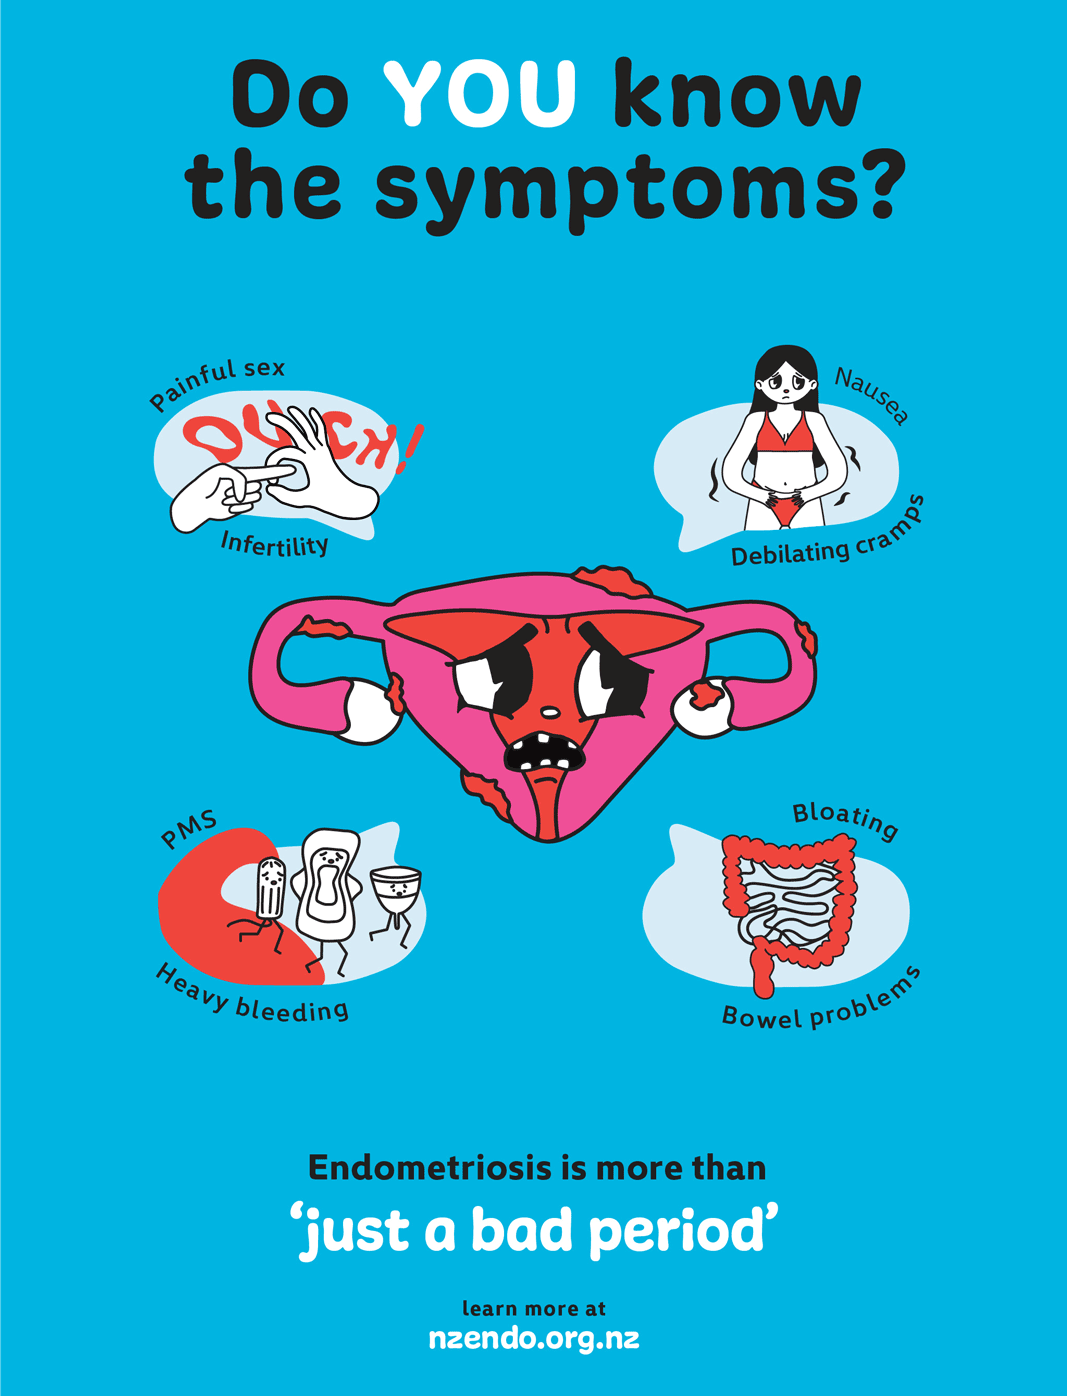 Do YOU know
the symptoms?
Painful sex
OUCH!
Infertility
Nausea
Debilating cramps
PMS
Heavy bleeding
Bloating
Bowel problems
Endometriosis is more than
‘just a bad period’
learn more at
nzendo.org.nz